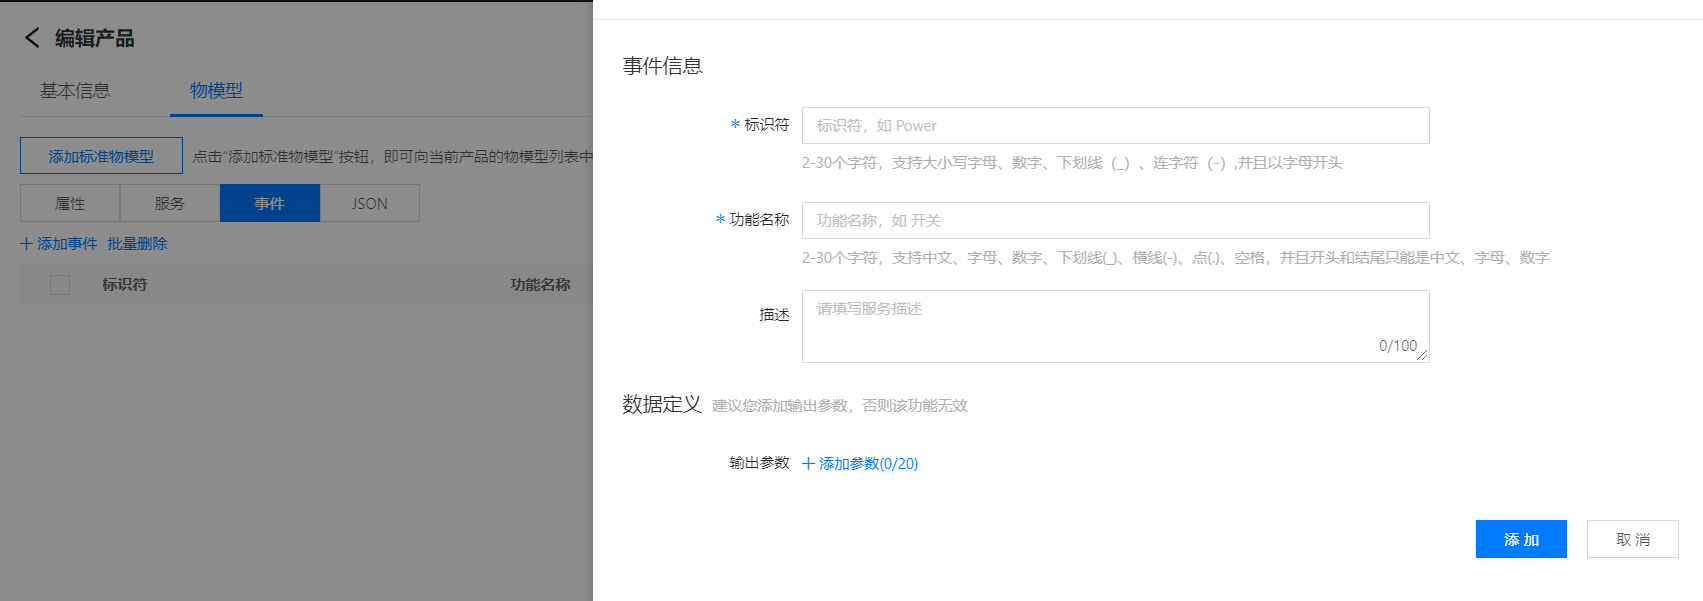 编辑产品
基本信息 物模型
添加标准物模型 点击“添加标准物模型”按钮，即可向当前产品的物模型列表中
属性 服务 事件 JSON
+ 添加事件 批量删除
标识符 功能名称
事件信息
* 标识符 标识符，如 Power
2-30个字符，支持大小写字母、数字、下划线（_）、连字符（-）,并且以字母开头
* 功能名称 功能名称，如 开关
2-30个字符，支持中文、字母、数字、下划线(_)、横线(-)、点(.)、空格，并且开头和结尾只能是中文、字母、数字
描述 请填写服务描述
0/100
数据定义 建议您添加输出参数，否则该功能无效
输出参数 + 添加参数(0/20)
添 加 取 消